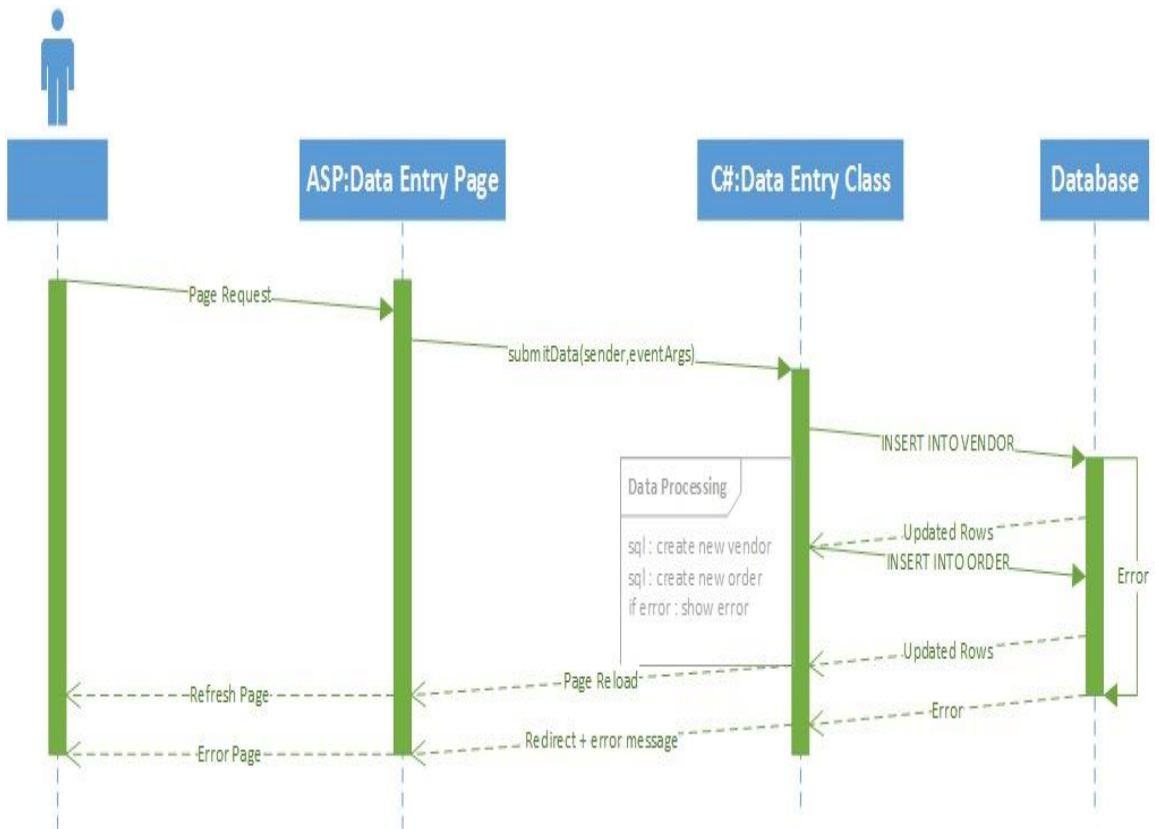 ASP:Data Entry Page
C#:Data Entry Class
Database
Page Request
submitData(sender,eventArgs)
INSERT INTO VENDOR
Data Processing
sql : create new vendor
sql : create new order
if error : show error
Updated Rows
INSERT INTO ORDER
Error
Updated Rows
Page Reload
Refresh Page
Error
Redirect + error message
Error Page